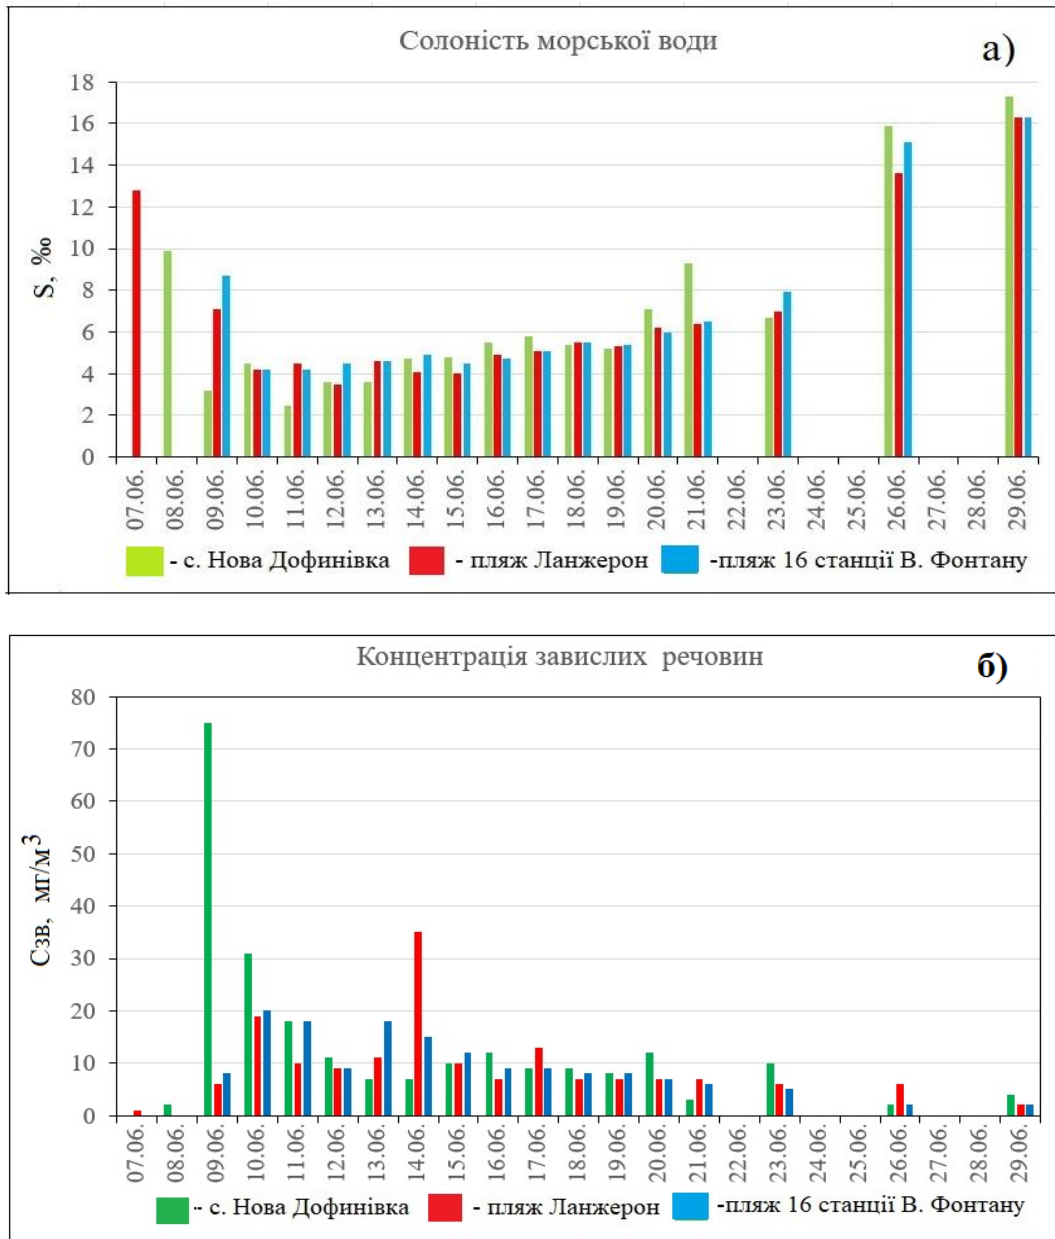 Солоність морської води
а)
S, ‰
18
16
14
12
10
8
6
4
2
0
07.06. 08.06. 09.06. 10.06. 11.06. 12.06. 13.06. 14.06. 15.06. 16.06. 17.06. 18.06. 19.06. 20.06. 21.06. 22.06. 23.06. 24.06. 25.06. 26.06. 27.06. 28.06. 29.06.
- с. Нова Дофинівка - пляж Ланжерон -пляж 16 станції В. Фонтану
Концентрація завислих речовин
б)
Сзв, мг/м³
80
70
60
50
40
30
20
10
0
07.06. 08.06. 09.06. 10.06. 11.06. 12.06. 13.06. 14.06. 15.06. 16.06. 17.06. 18.06. 19.06. 20.06. 21.06. 22.06. 23.06. 24.06. 25.06. 26.06. 27.06. 28.06. 29.06.
- с. Нова Дофинівка - пляж Ланжерон -пляж 16 станції В. Фонтану